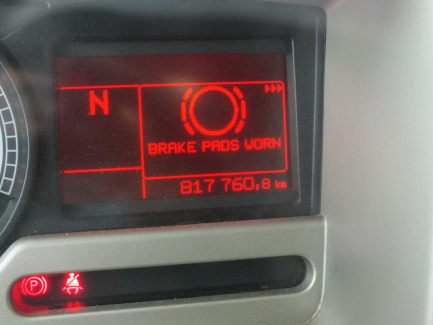 N
BRAKE PADS WORN
817 760,8 km
P